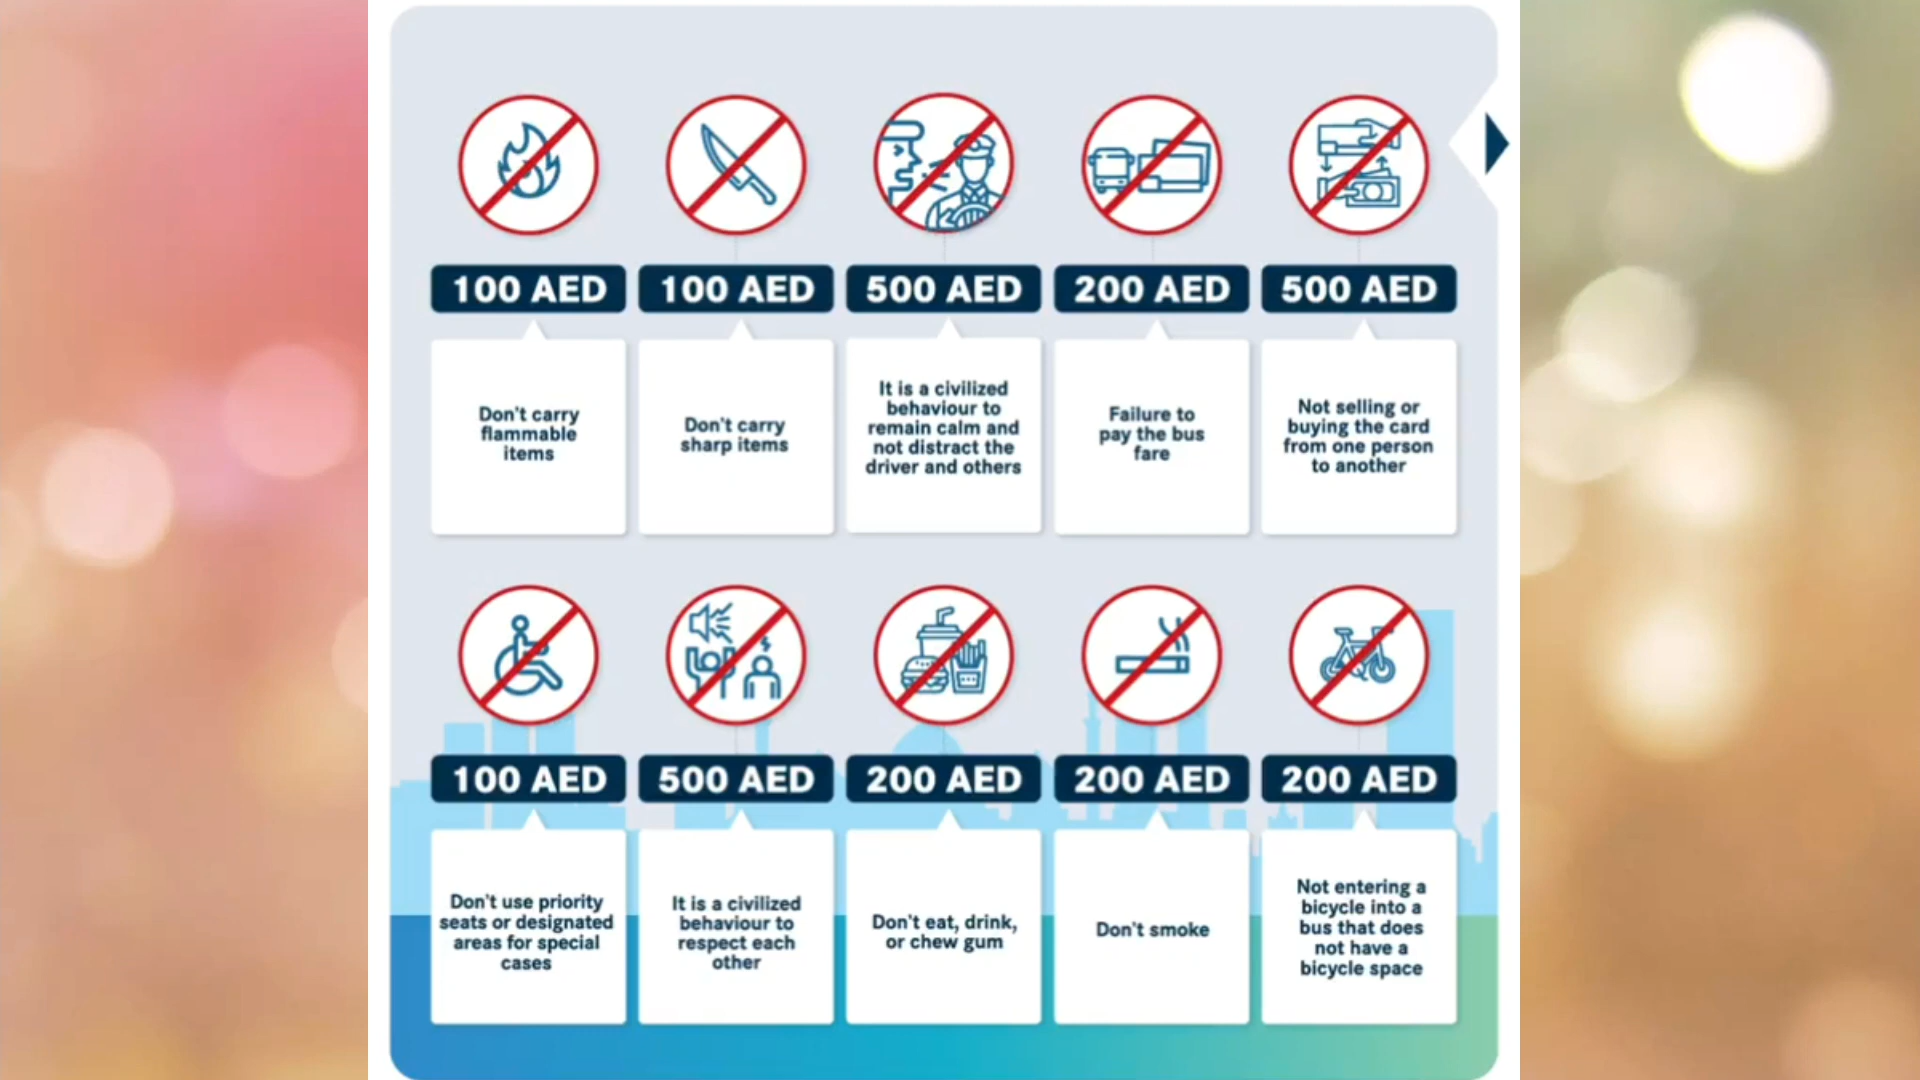 100 AED
100 AED
500 AED
200 AED
500 AED
Don't carry
flammable
items
Don't carry
sharp items
It is a civilized
behaviour to
remain calm and
not distract the
driver and others
Failure to
pay the bus
fare
Not selling or
buying the card
from one person
to another
100 AED
500 AED
200 AED
200 AED
200 AED
Don't use priority
seats or designated
areas for special
cases
It is a civilized
behaviour to
respect each
other
Don't eat, drink,
or chew gum
Don't smoke
Not entering a
bicycle into a
bus that does
not have a
bicycle space